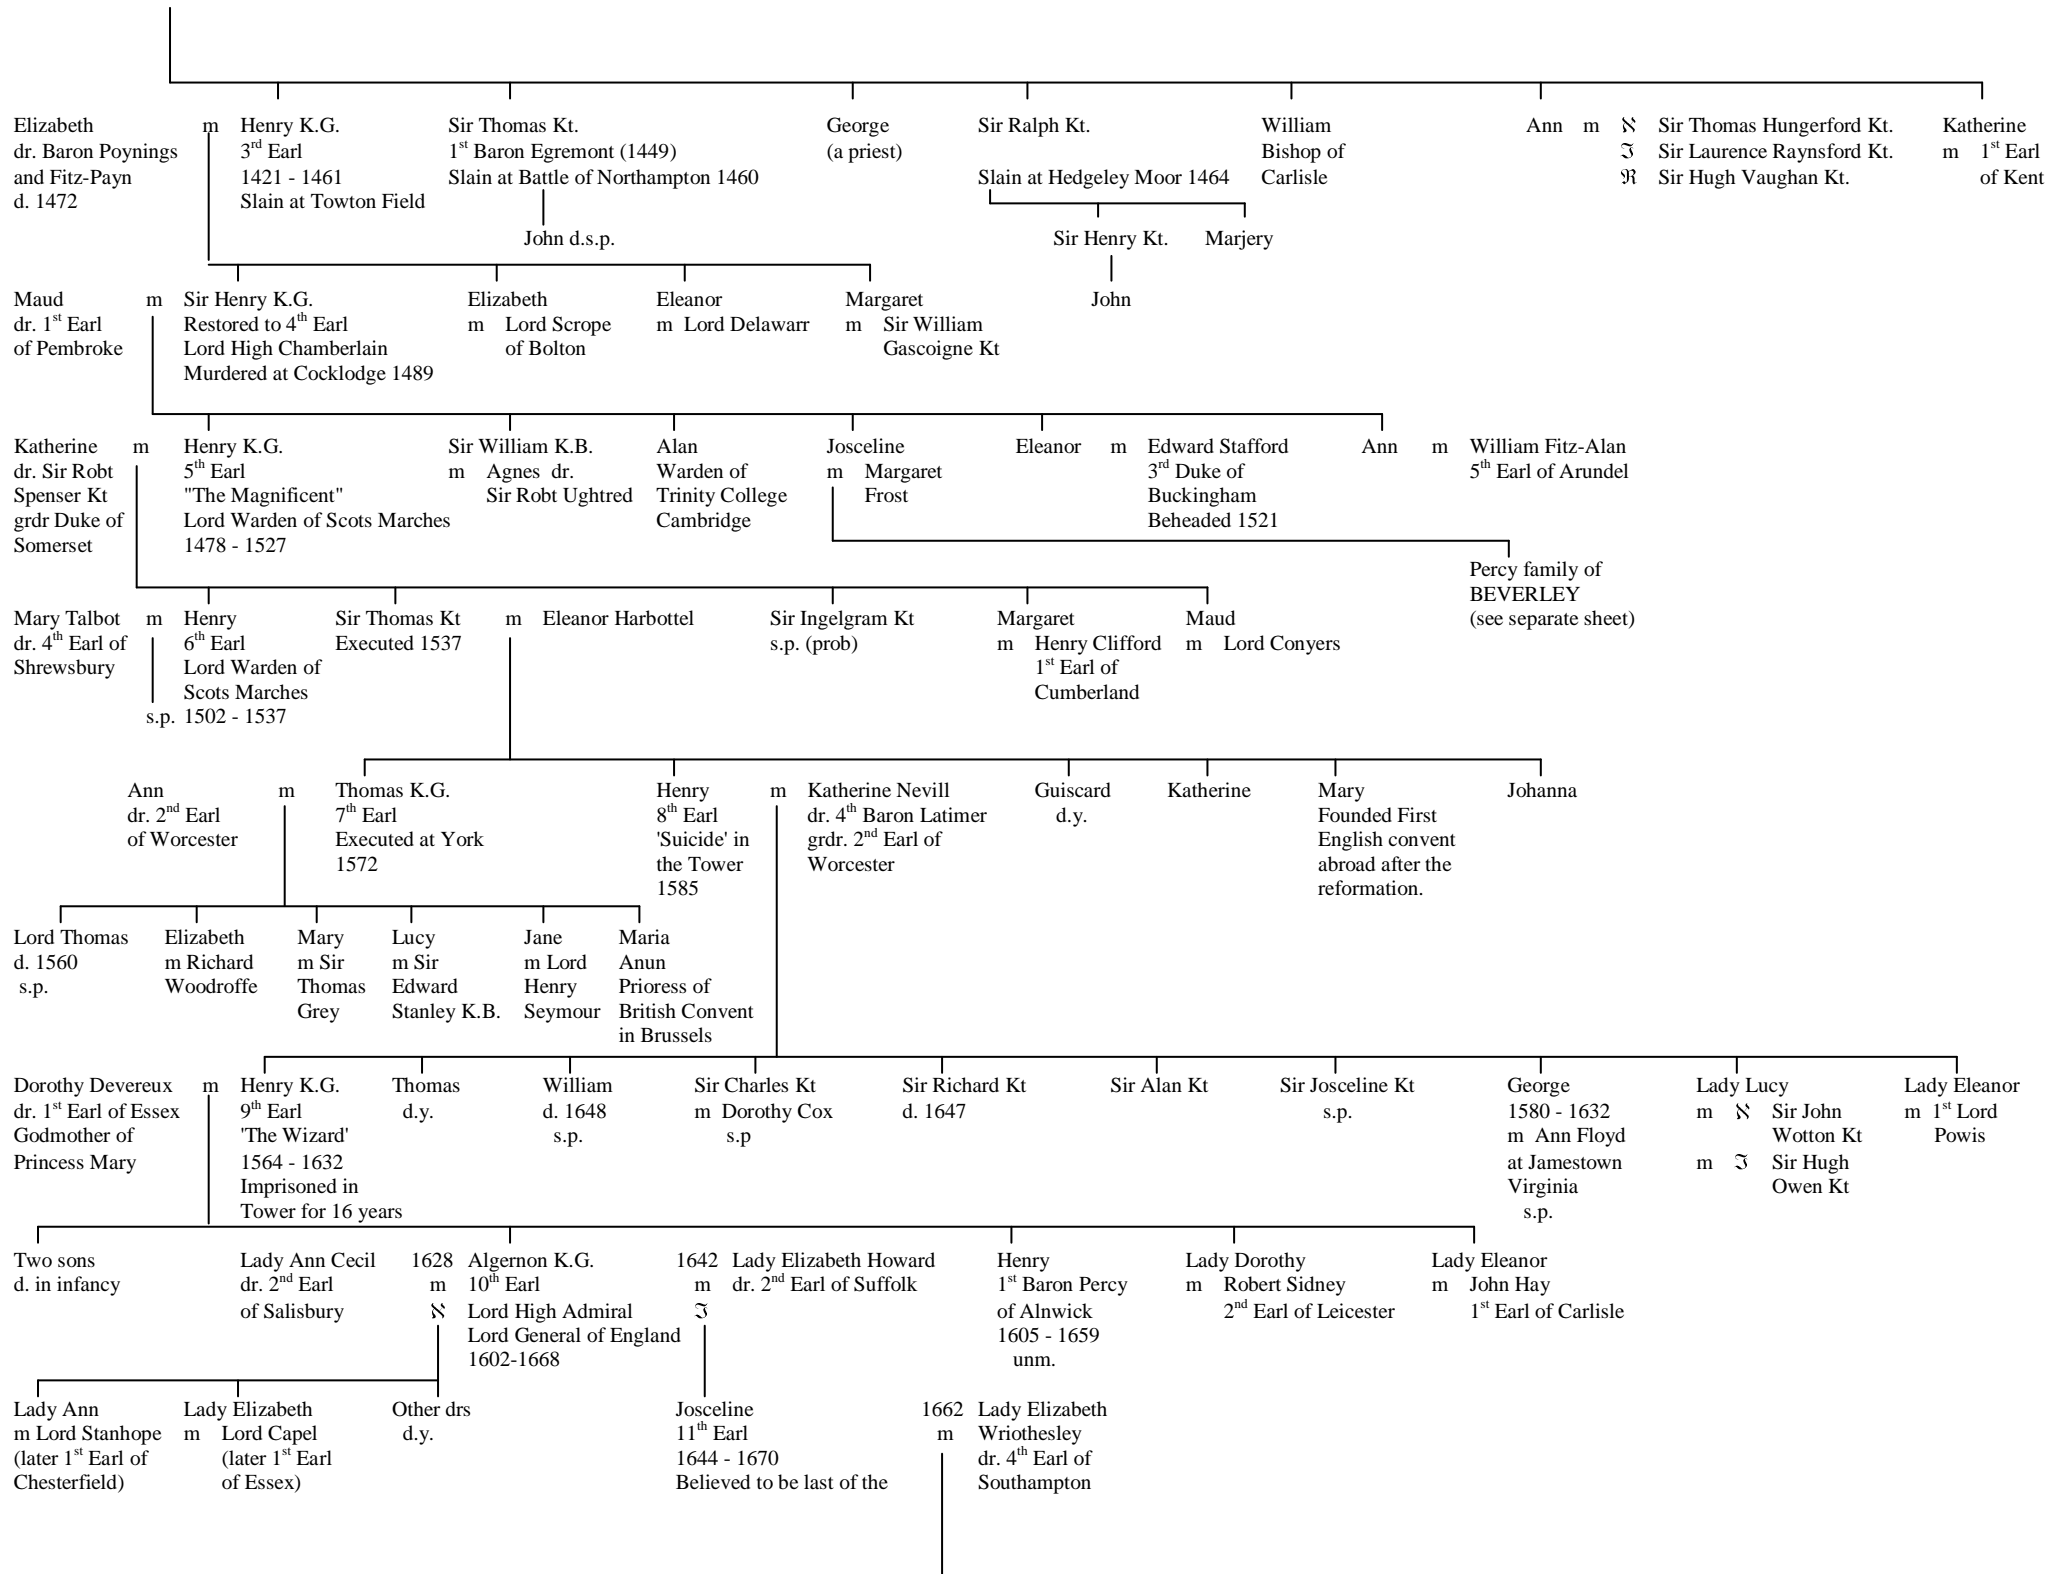 Elizabeth
dr. Baron Poynings
and Fitz-Payn
d. 1472
m
Henry K.G.
3rd Earl
1421 - 1461
Slain at Towton Field
Sir Thomas Kt.
1st Baron Egremont (1449)
Slain at Battle of Northampton 1460
George
(a priest)
Sir Ralph Kt.
Slain at Hedgeley Moor 1464
William
Bishop of
Carlisle
Ann m ℵ Sir Thomas Hungerford Kt.
ℑ Sir Laurence Raynsford Kt.
ℜ Sir Hugh Vaughan Kt.
Katherine
m 1st Earl
of Kent
John d.s.p.
Sir Henry Kt.
Marjery
Maud
dr. 1st Earl
of Pembroke
m
Sir Henry K.G.
Restored to 4th Earl
Lord High Chamberlain
Murdered at Cocklodge 1489
Elizabeth
m Lord Scrope
of Bolton
Eleanor
m Lord Delawarr
Margaret
m Sir William
Gascoigne Kt
John
Katherine
dr. Sir Robt
Spenser Kt
grdr Duke of
Somerset
m
Henry K.G.
5th Earl
"The Magnificent"
Lord Warden of Scots Marches
1478 - 1527
Sir William K.B.
m Agnes dr.
Sir Robt Ughtred
Alan
Warden of
Trinity College
Cambridge
Josceline
m Margaret
Frost
Eleanor m Edward Stafford
3rd Duke of
Buckingham
Beheaded 1521
Ann m William Fitz-Alan
5th Earl of Arundel
Percy family of
BEVERLEY
(see separate sheet)
Mary Talbot
dr. 4th Earl of
Shrewsbury
m
s.p.
Henry
6th Earl
Lord Warden of
Scots Marches
1502 - 1537
Sir Thomas Kt
Executed 1537
m Eleanor Harbottel
Sir Ingelgram Kt
s.p. (prob)
Margaret
m Henry Clifford
1st Earl of
Cumberland
Maud
m Lord Conyers
Ann
dr. 2nd Earl
of Worcester
m
Thomas K.G.
7th Earl
Executed at York
1572
Henry
8th Earl
'Suicide' in
the Tower
1585
m
Katherine Nevill
dr. 4th Baron Latimer
grdr. 2nd Earl of
Worcester
Guiscard
d.y.
Katherine
Mary
Founded First
English convent
abroad after the
reformation.
Johanna
Lord Thomas
d. 1560
s.p.
Elizabeth
m Richard
Woodroffe
Mary
m Sir
Thomas
Grey
Lucy
m Sir
Edward
Stanley K.B.
Jane
m Lord
Henry
Seymour
Maria
Anun
Prioress of
British Convent
in Brussels
Dorothy Devereux
dr. 1st Earl of Essex
Godmother of
Princess Mary
m
Henry K.G.
9th Earl
'The Wizard'
1564 - 1632
Imprisoned in
Tower for 16 years
Thomas
d.y.
William
d. 1648
s.p.
Sir Charles Kt
m Dorothy Cox
s.p
Sir Richard Kt
d. 1647
Sir Alan Kt
Sir Josceline Kt
s.p.
George
1580 - 1632
m Ann Floyd
at Jamestown
Virginia
s.p.
Lady Lucy
m ℵ Sir John
Wotton Kt
m ℑ Sir Hugh
Owen Kt
Lady Eleanor
m 1st Lord
Powis
Two sons
d. in infancy
Lady Ann Cecil
dr. 2nd Earl
of Salisbury
1628
m
ℵ
Algernon K.G.
10th Earl
Lord High Admiral
Lord General of England
1602-1668
1642
m
ℑ
Lady Elizabeth Howard
dr. 2nd Earl of Suffolk
Henry
1st Baron Percy
of Alnwick
1605 - 1659
unm.
Lady Dorothy
m Robert Sidney
2nd Earl of Leicester
Lady Eleanor
m John Hay
1st Earl of Carlisle
Lady Ann
m Lord Stanhope
(later 1st Earl of
Chesterfield)
Lady Elizabeth
m Lord Capel
(later 1st Earl
of Essex)
Other drs
d.y.
Josceline
11th Earl
1644 - 1670
Believed to be last of the
1662
m
Lady Elizabeth
Wriothesley
dr. 4th Earl of
Southampton